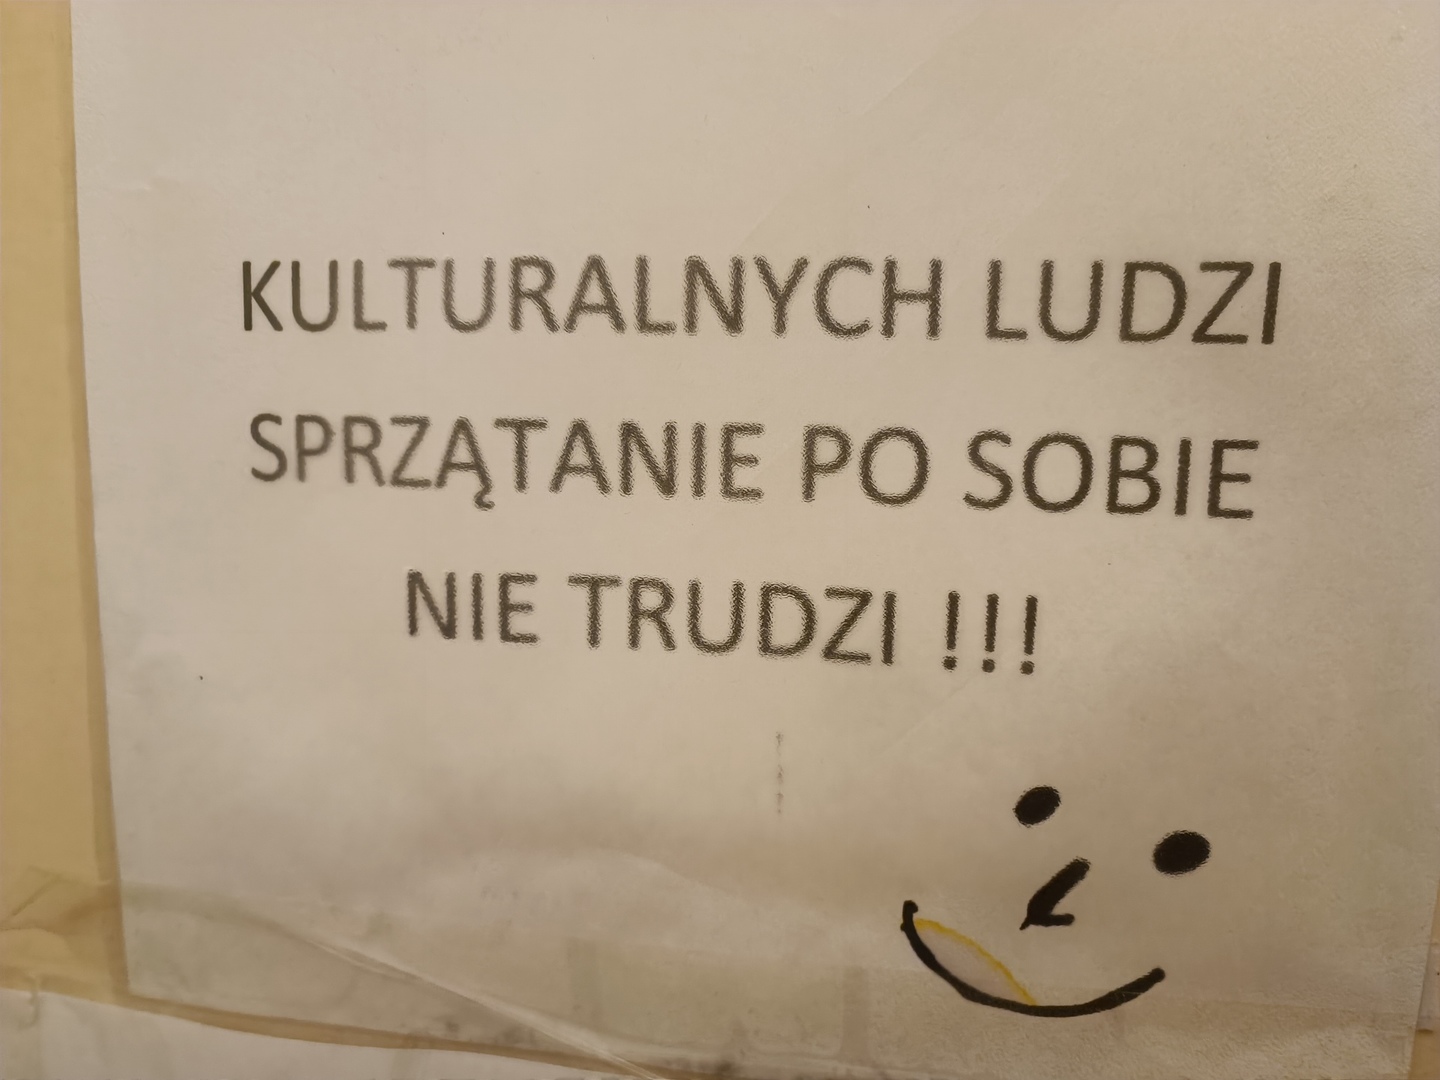 KULTURALNYCH LUDZI
SPRZĄTANIE PO SOBIE
NIE TRUDZI !!!